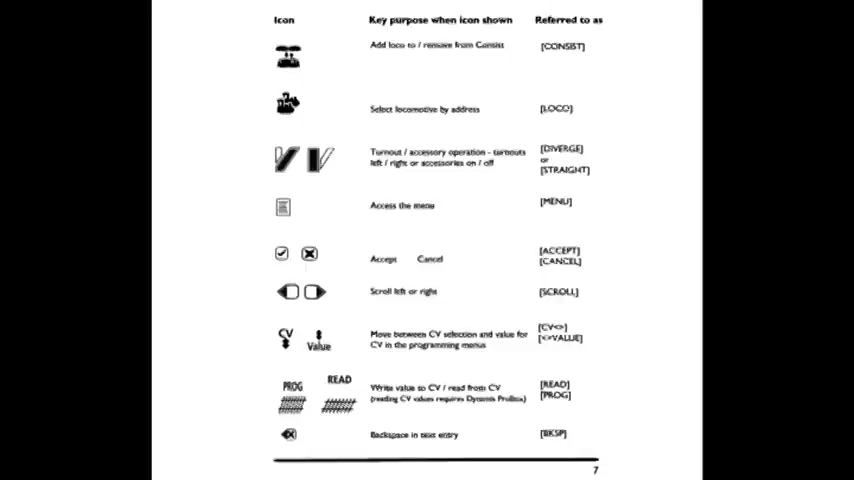 Icon Key purpose when icon shown Referred to as
Add loco to / remove from Consist [CONSIST]
Select locomotive by address [LOCO]
Turnout / accessory operation - turnouts
left / right or accessories on / off
[DIVERGE]
or
[STRAIGHT]
Access the menu [MENU]
Accept Cancel
[ACCEPT]
[CANCEL]
Scroll left or right [SCROLL]
CV
Value
Move between CV selection and value for
CV in the programming menus
[CV<>]
[<>VALUE]
PROG READ
Write value to CV / read from CV
(reading CV values requires Dynamis ProBox)
[READ]
[PROG]
Backspace in text entry [BKSP]
7